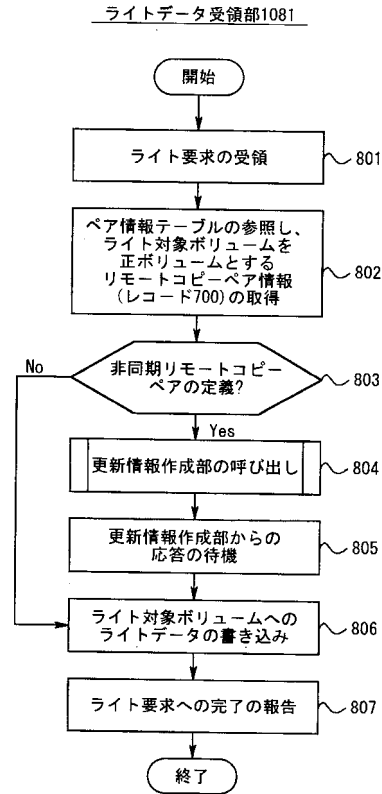 ライトデータ受領部1081
開始
ライト要求の受領
801
ペア情報テーブルの参照し、
ライト対象ボリュームを
正ボリュームとする
リモートコピーペア情報
(レコード700)の取得
802
非同期リモートコピー
ペアの定義?
803
No
Yes
更新情報作成部の呼び出し
804
更新情報作成部からの
応答の待機
805
ライト対象ボリュームへの
ライトデータの書き込み
806
ライト要求への完了の報告
807
終了